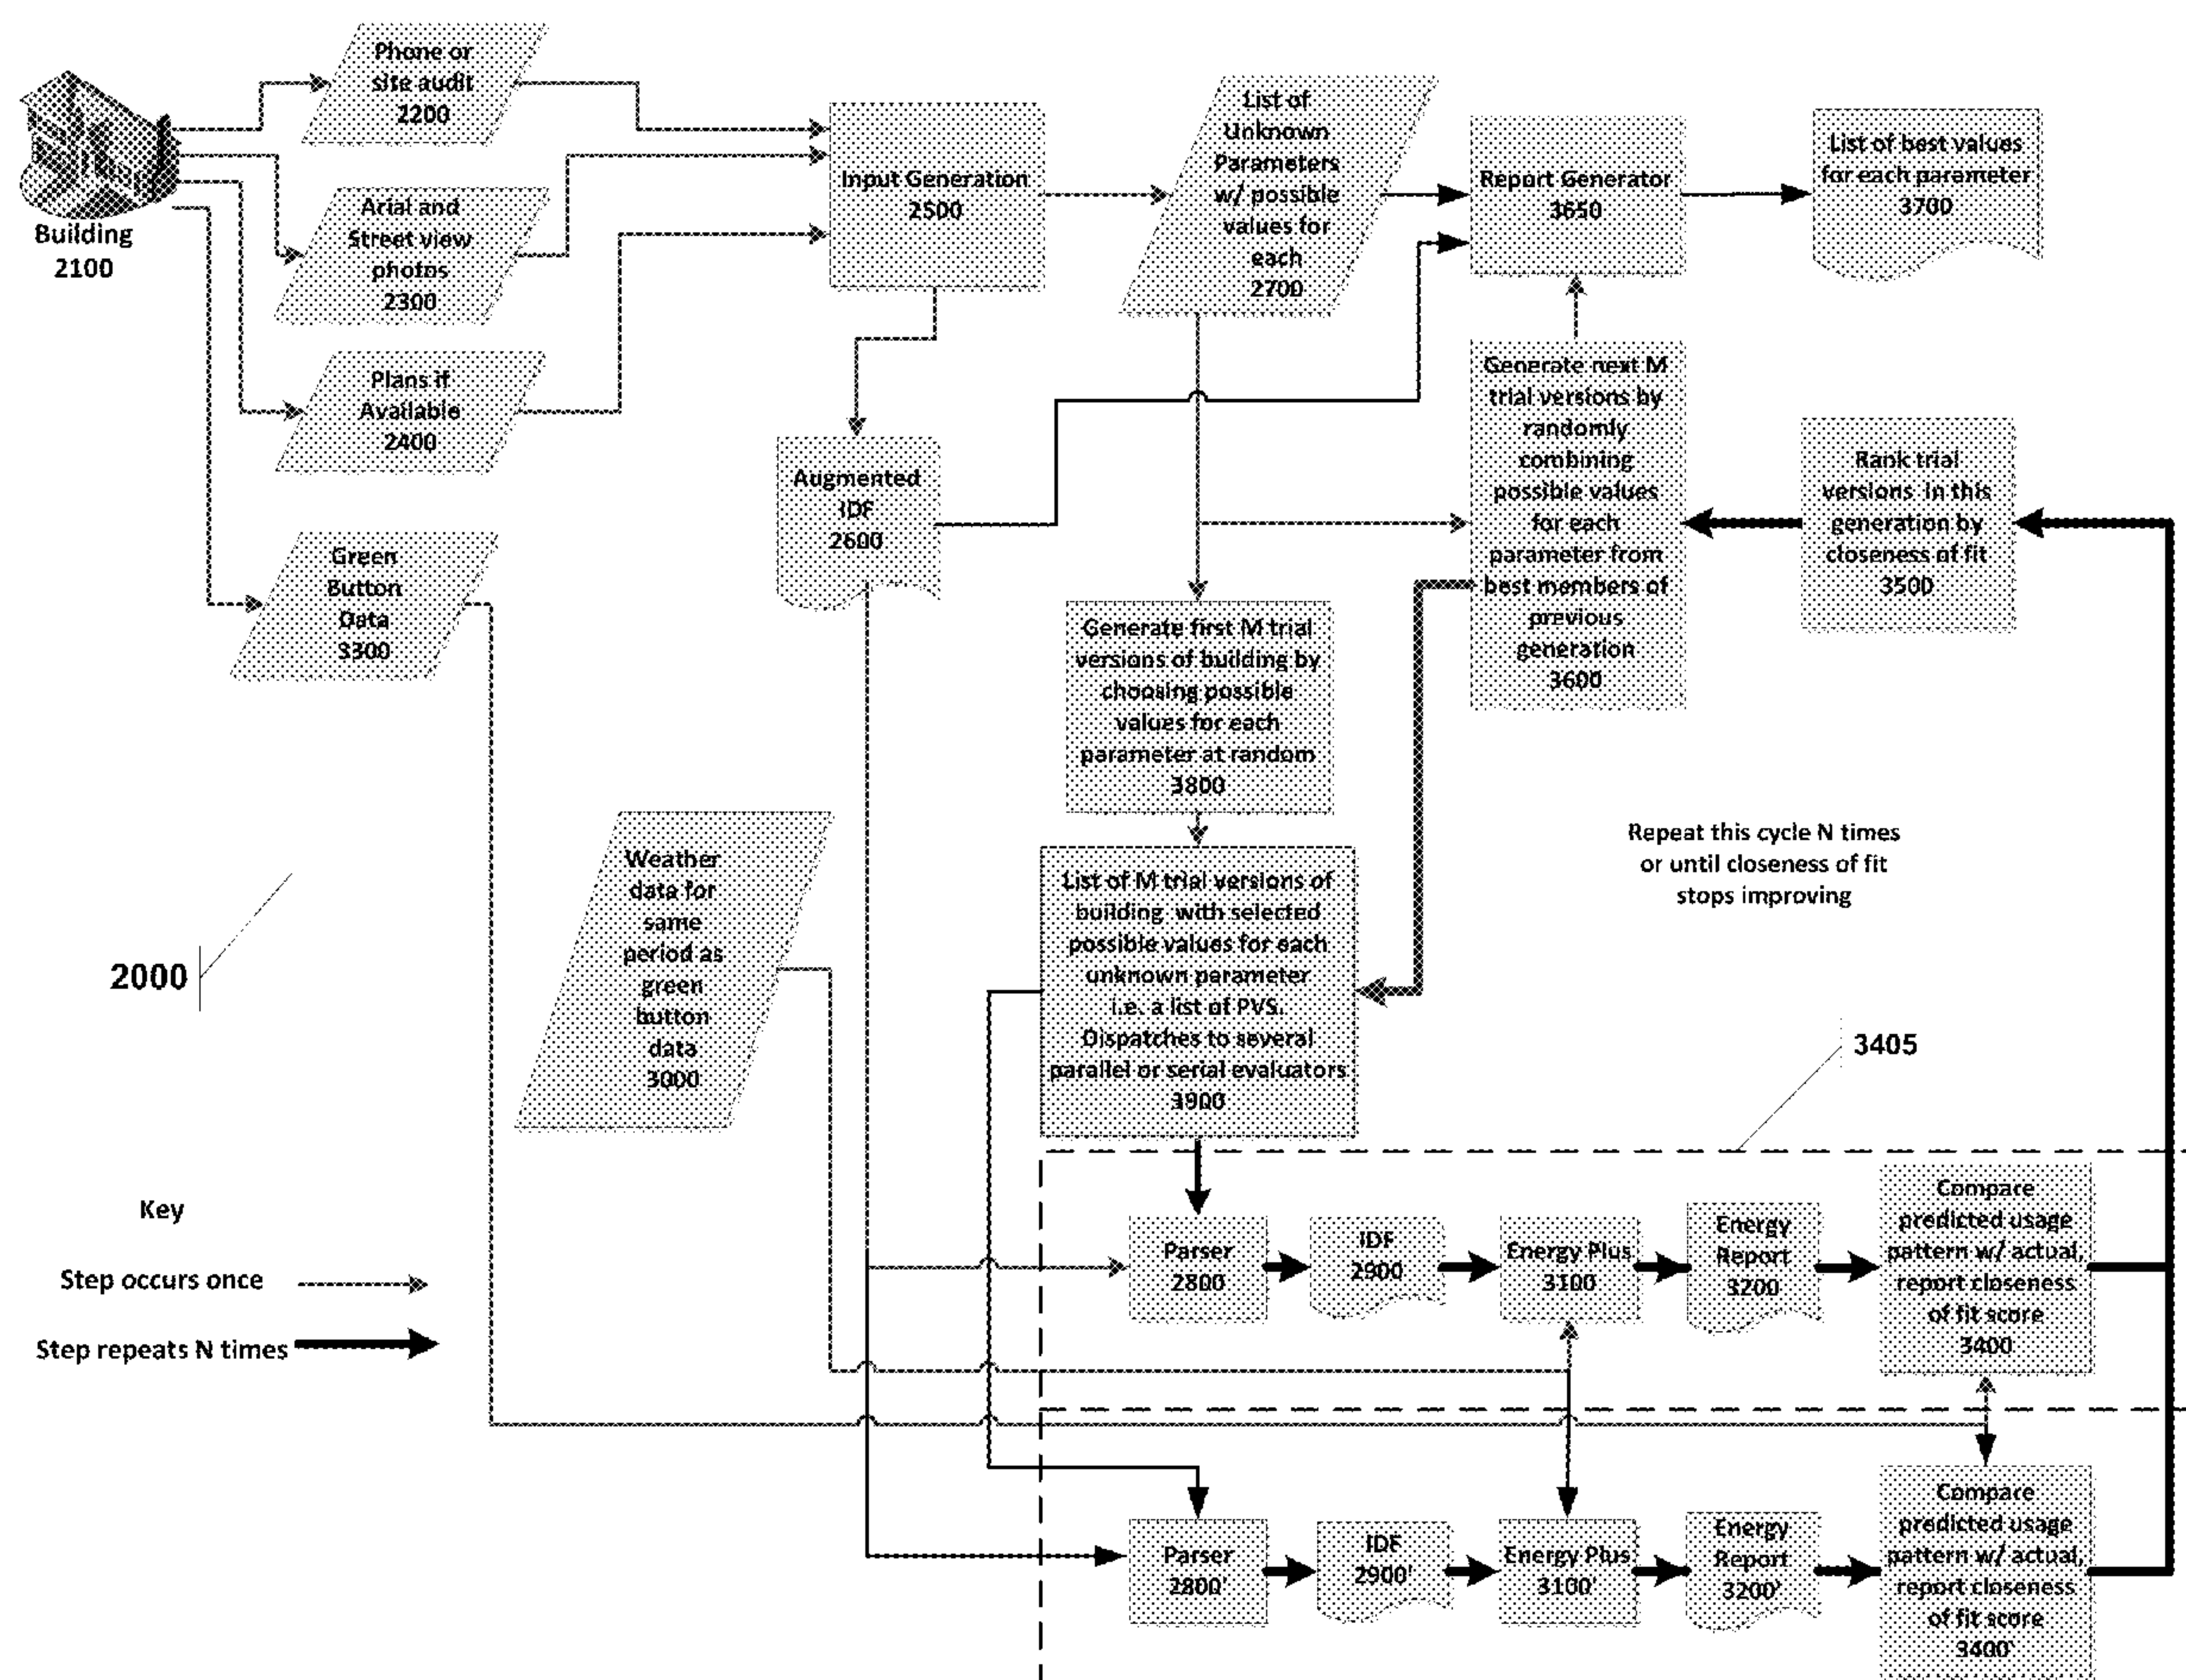 Phone or
site audit
2200
Building
2100
Arial and
Street view
photos
2300
Plans if
Available
2400
Green
Button
Data
3300
Input Generation
2500
List of
Unknown
Parameters
w/ possible
values for
each
2700
Report Generator
3650
List of best values
for each parameter
3700
Augmented
IDF
2600
Generate next M
trial versions by
randomly
combining
possible values
for each
parameter from
best members of
previous
generation
3600
Rank trial
versions in this
generation by
closeness of fit
3500
Generate first M trial
versions of building by
choosing possible
values for each
parameter at random
3800
Repeat this cycle N times
or until closeness of fit
stops improving
Weather
data for
same
period as
green
button
data
3000
List of M trial versions of
building with selected
possible values for each
unknown parameter
i.e. a list of PVS.
Dispatches to several
parallel or serial evaluators
3900
2000
3405
Key
Step occurs once
Step repeats N times
Parser
2800
IDF
2900
Energy Plus
3100
Energy
Report
3200
Compare
predicted usage
pattern w/ actual,
report closeness
of fit score
3400
Parser
2800'
IDF
2900'
Energy Plus
3100'
Energy
Report
3200'
Compare
predicted usage
pattern w/ actual,
report closeness
of fit score
3400'